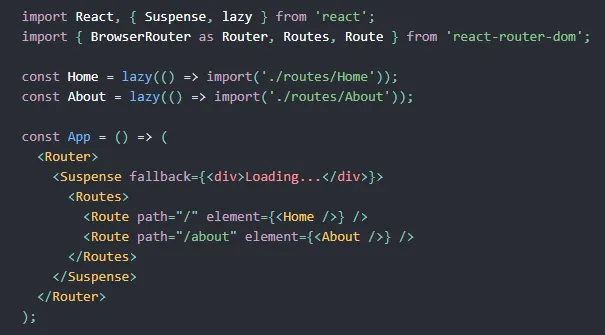 import React, { Suspense, lazy } from 'react';
import { BrowserRouter as Router, Routes, Route } from 'react-router-dom';

const Home = lazy(() => import('./routes/Home'));
const About = lazy(() => import('./routes/About'));

const App = () => (
  <Router>
    <Suspense fallback={<div>Loading...</div>}>
      <Routes>
        <Route path="/" element={<Home />} />
        <Route path="/about" element={<About />} />
      </Routes>
    </Suspense>
  </Router>
);